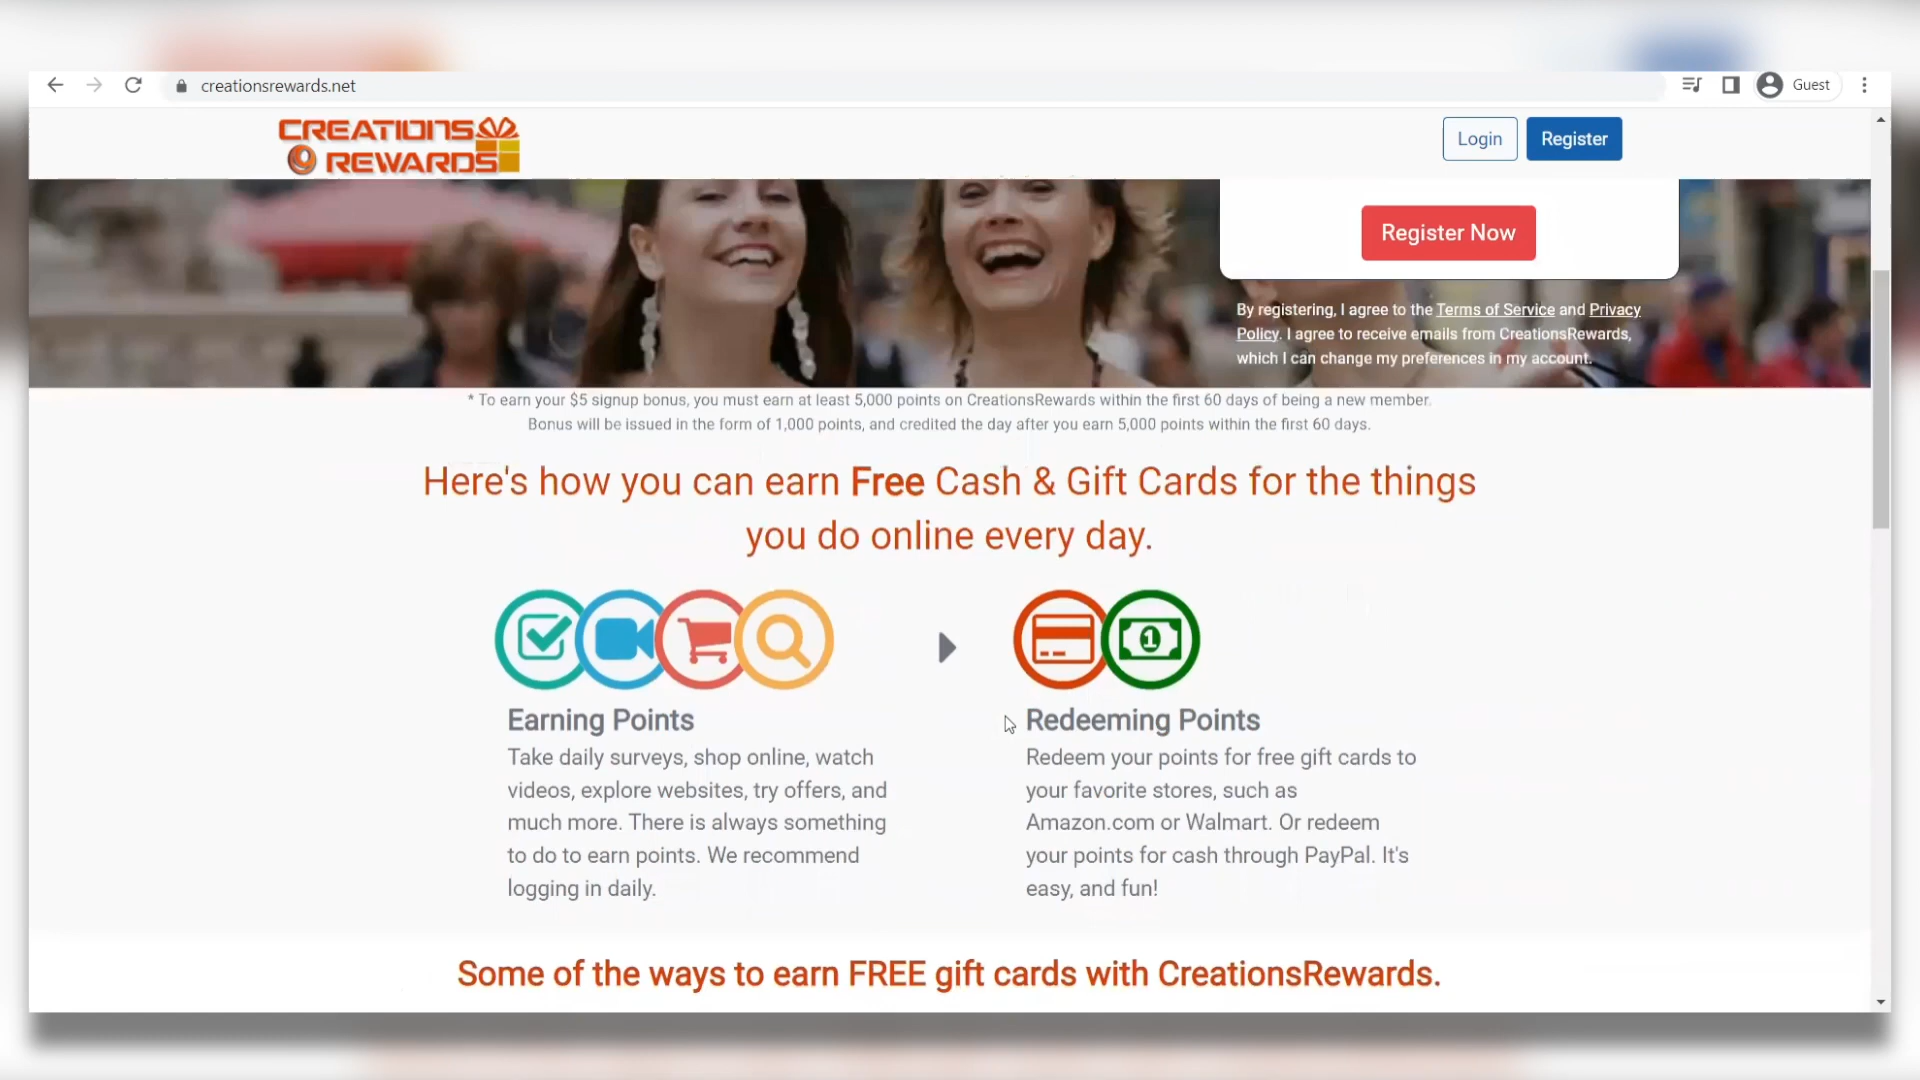 creationsrewards.net
Guest
CREATIONS
REWARDS
Login
Register
Register Now
By registering, I agree to the Terms of Service and Privacy
Policy. I agree to receive emails from CreationsRewards,
which I can change my preferences in my account.
* To earn your $5 signup bonus, you must earn at least 5,000 points on CreationsRewards within the first 60 days of being a new member.
Bonus will be issued in the form of 1,000 points, and credited the day after you earn 5,000 points within the first 60 days.
Here's how you can earn Free Cash & Gift Cards for the things
you do online every day.
1
Earning Points
Take daily surveys, shop online, watch
videos, explore websites, try offers, and
much more. There is always something
to do to earn points. We recommend
logging in daily.
Redeeming Points
Redeem your points for free gift cards to
your favorite stores, such as
Amazon.com or Walmart. Or redeem
your points for cash through PayPal. It's
easy, and fun!
Some of the ways to earn FREE gift cards with CreationsRewards.